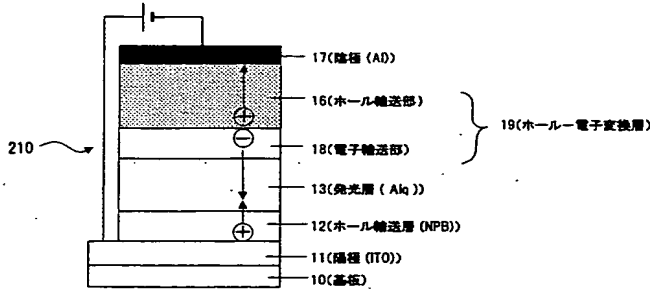 17(陰極(Al))
16(ホール輸送部)
19(ホールー電子変換層)
210
18(電子輸送部)
13(発光層(Alq))
12(ホール輸送層(NPB))
11(陽極(ITO))
10(基板)